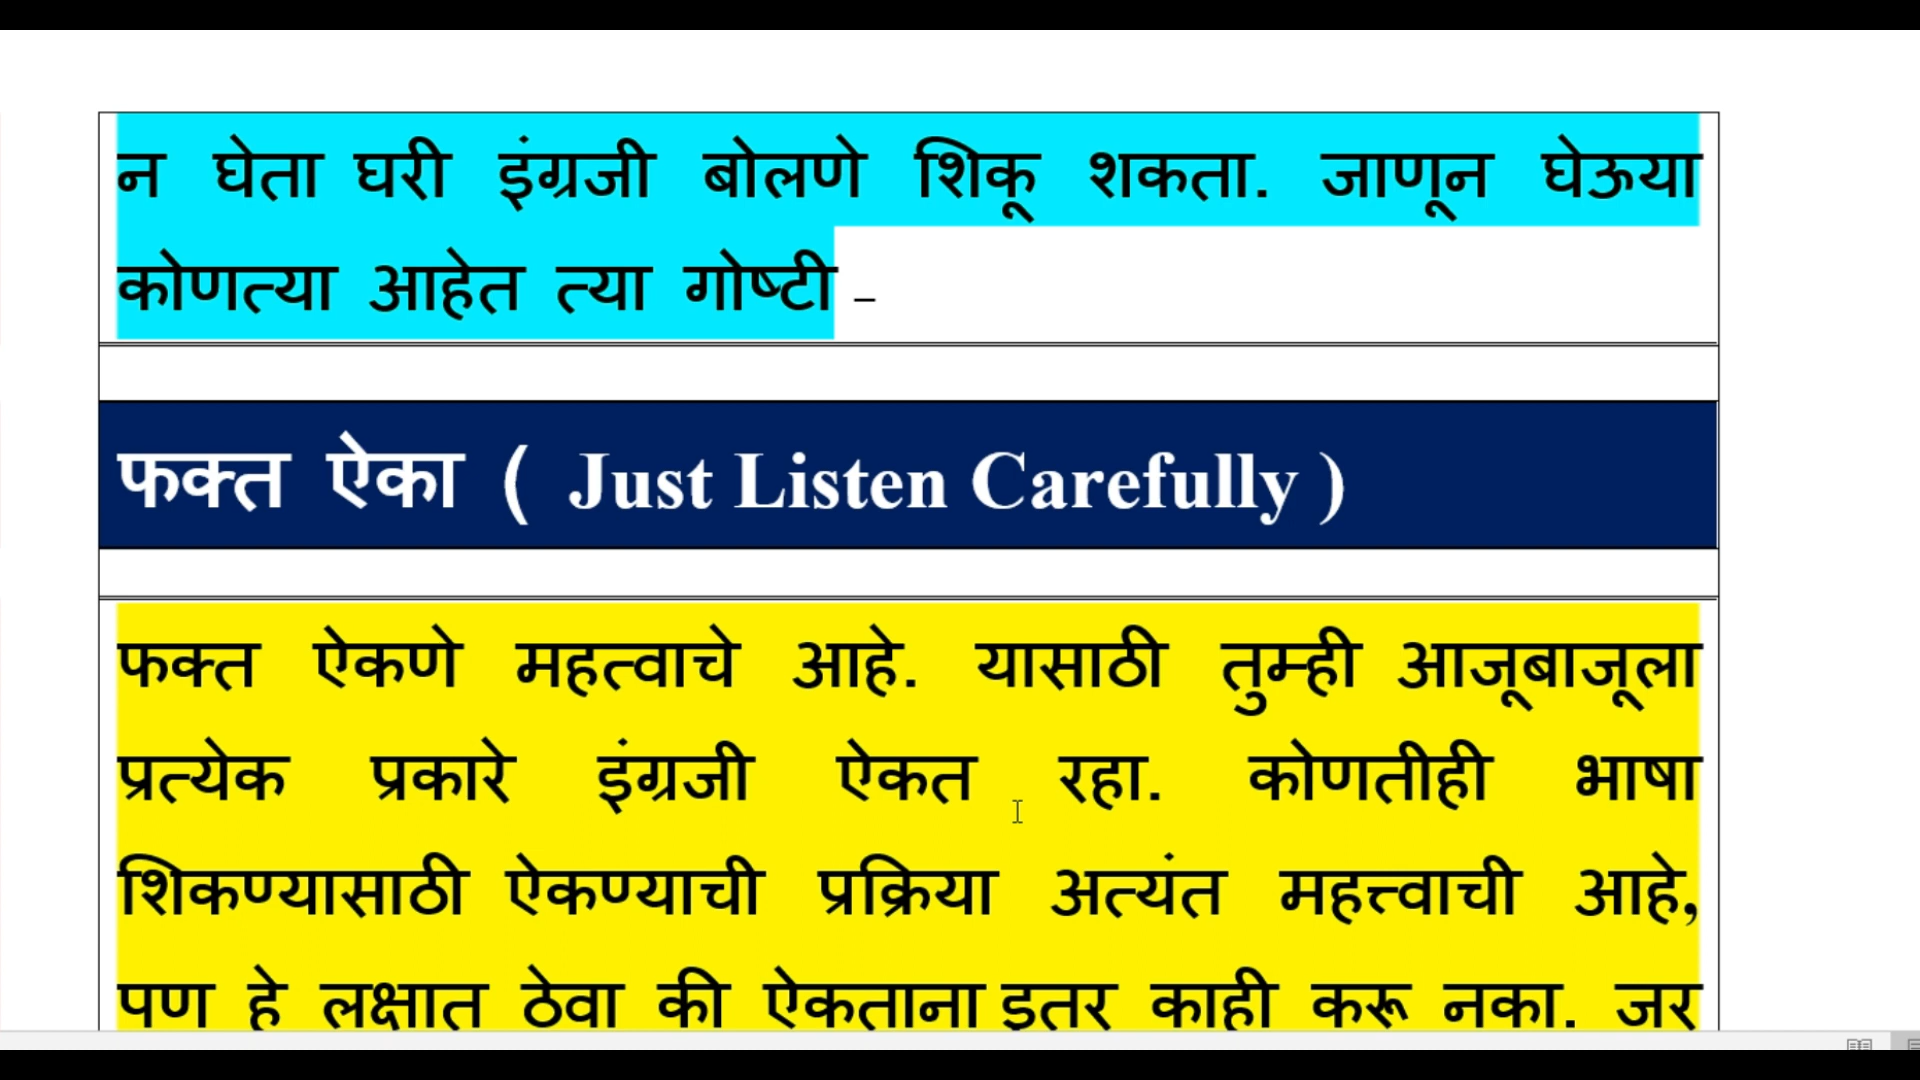 न घेता घरी इंग्रजी बोलणे शिकू शकता. जाणून घेऊया
कोणत्या आहेत त्या गोष्टी –
फक्त ऐका ( Just Listen Carefully )
फक्त ऐकणे महत्वाचे आहे. यासाठी तुम्ही आजूबाजूला
प्रत्येक प्रकारे इंग्रजी ऐकत रहा. कोणतीही भाषा
शिकण्यासाठी ऐकण्याची प्रक्रिया अत्यंत महत्त्वाची आहे,
पण हे लक्षात ठेवा की ऐकताना इतर काही करू नका. जर